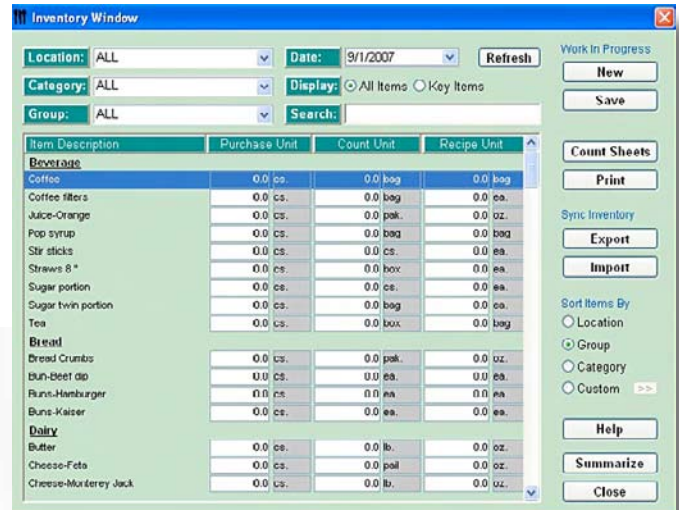 Inventory Window
Location: ALL Date: 9/1/2007 Refresh
Category: ALL Display: All Items Key Items
Group: ALL Search:
Work In Progress
New
Save
Count Sheets
Print
Sync Inventory
Export
Import
Sort Items By
Location
Group
Category
Custom >>
Help
Summarize
Close
Item Description Purchase Unit Count Unit Recipe Unit
Beverage
Coffee 0.0 cs. 0.0 bag 0.0 bag
Coffee filters 0.0 cs. 0.0 bag 0.0 ea.
Juice-Orange 0.0 cs. 0.0 pak. 0.0 oz.
Pop syrup 0.0 cs. 0.0 bag 0.0 bag
Stir sticks 0.0 cs. 0.0 cs. 0.0 ea.
Straws 8" 0.0 cs. 0.0 box 0.0 ea.
Sugar portion 0.0 cs. 0.0 cs. 0.0 ea.
Sugar twin portion 0.0 cs. 0.0 bag 0.0 ea.
Tea 0.0 cs. 0.0 box 0.0 bag
Bread
Bread Crumbs 0.0 cs. 0.0 pak. 0.0 oz.
Bun-Beef dip 0.0 cs. 0.0 ea. 0.0 ea.
Buns-Hamburger 0.0 cs 0.0 ea 0.0 ea
Buns-Kaiser 0.0 cs. 0.0 ea. 0.0 ea.
Dairy
Butter 0.0 cs. 0.0 lb. 0.0 oz.
Cheese-Feta 0.0 cs. 0.0 pail 0.0 oz.
Cheese-Monterey Jack 0.0 cs. 0.0 lb. 0.0 oz.